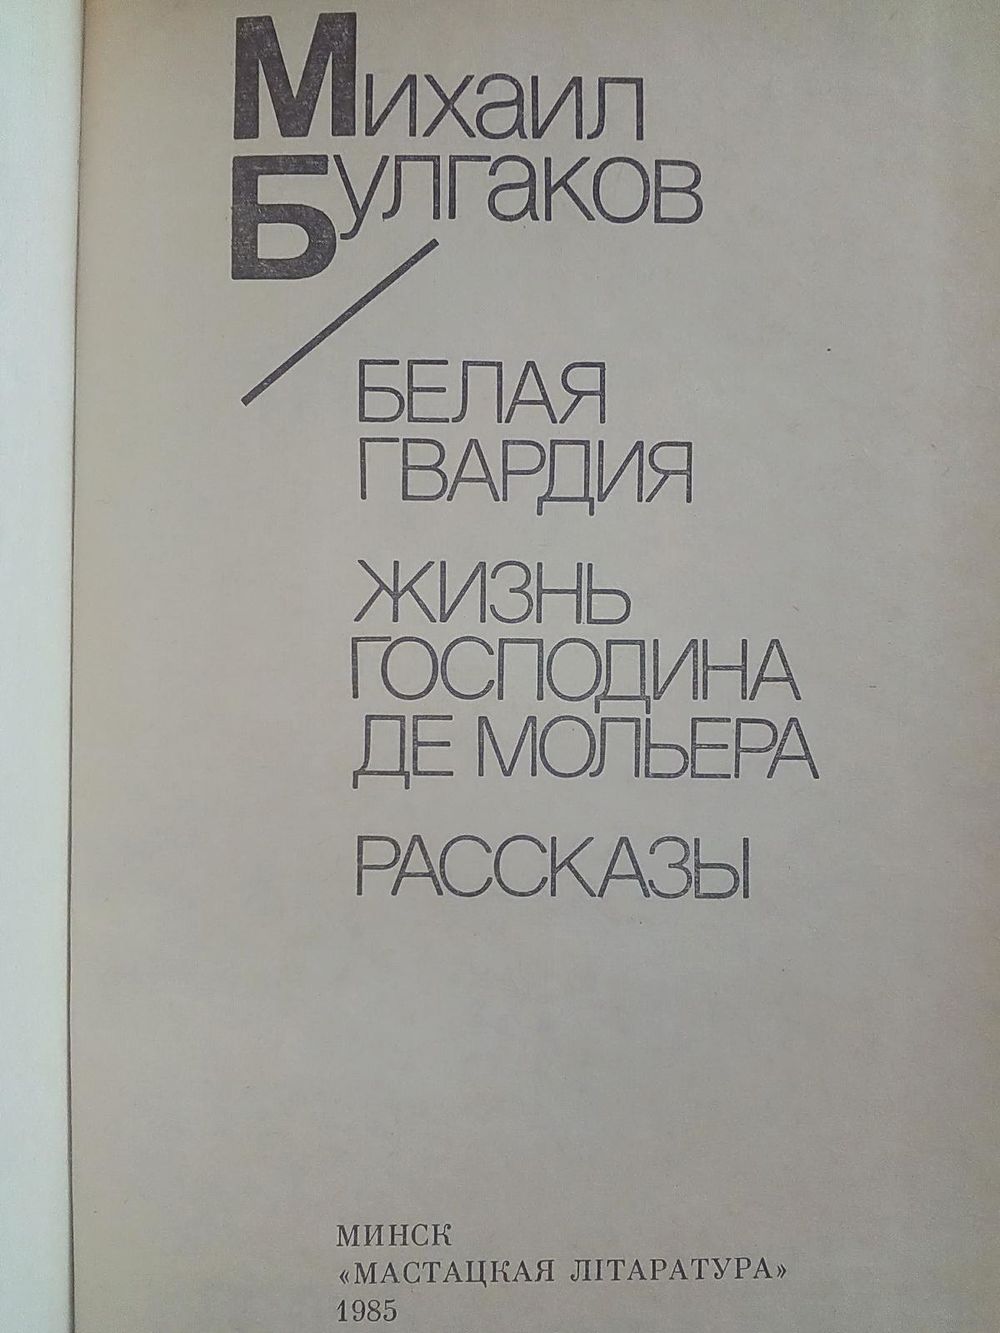 Михаил
Булгаков
БЕЛАЯ
ГВАРДИЯ
ЖИЗНЬ
ГОСПОДИНА
ДЕ МОЛЬЕРА
РАССКАЗЫ
МИНСК
«МАСТАЦКАЯ ЛІТАРАТУРА»
1985